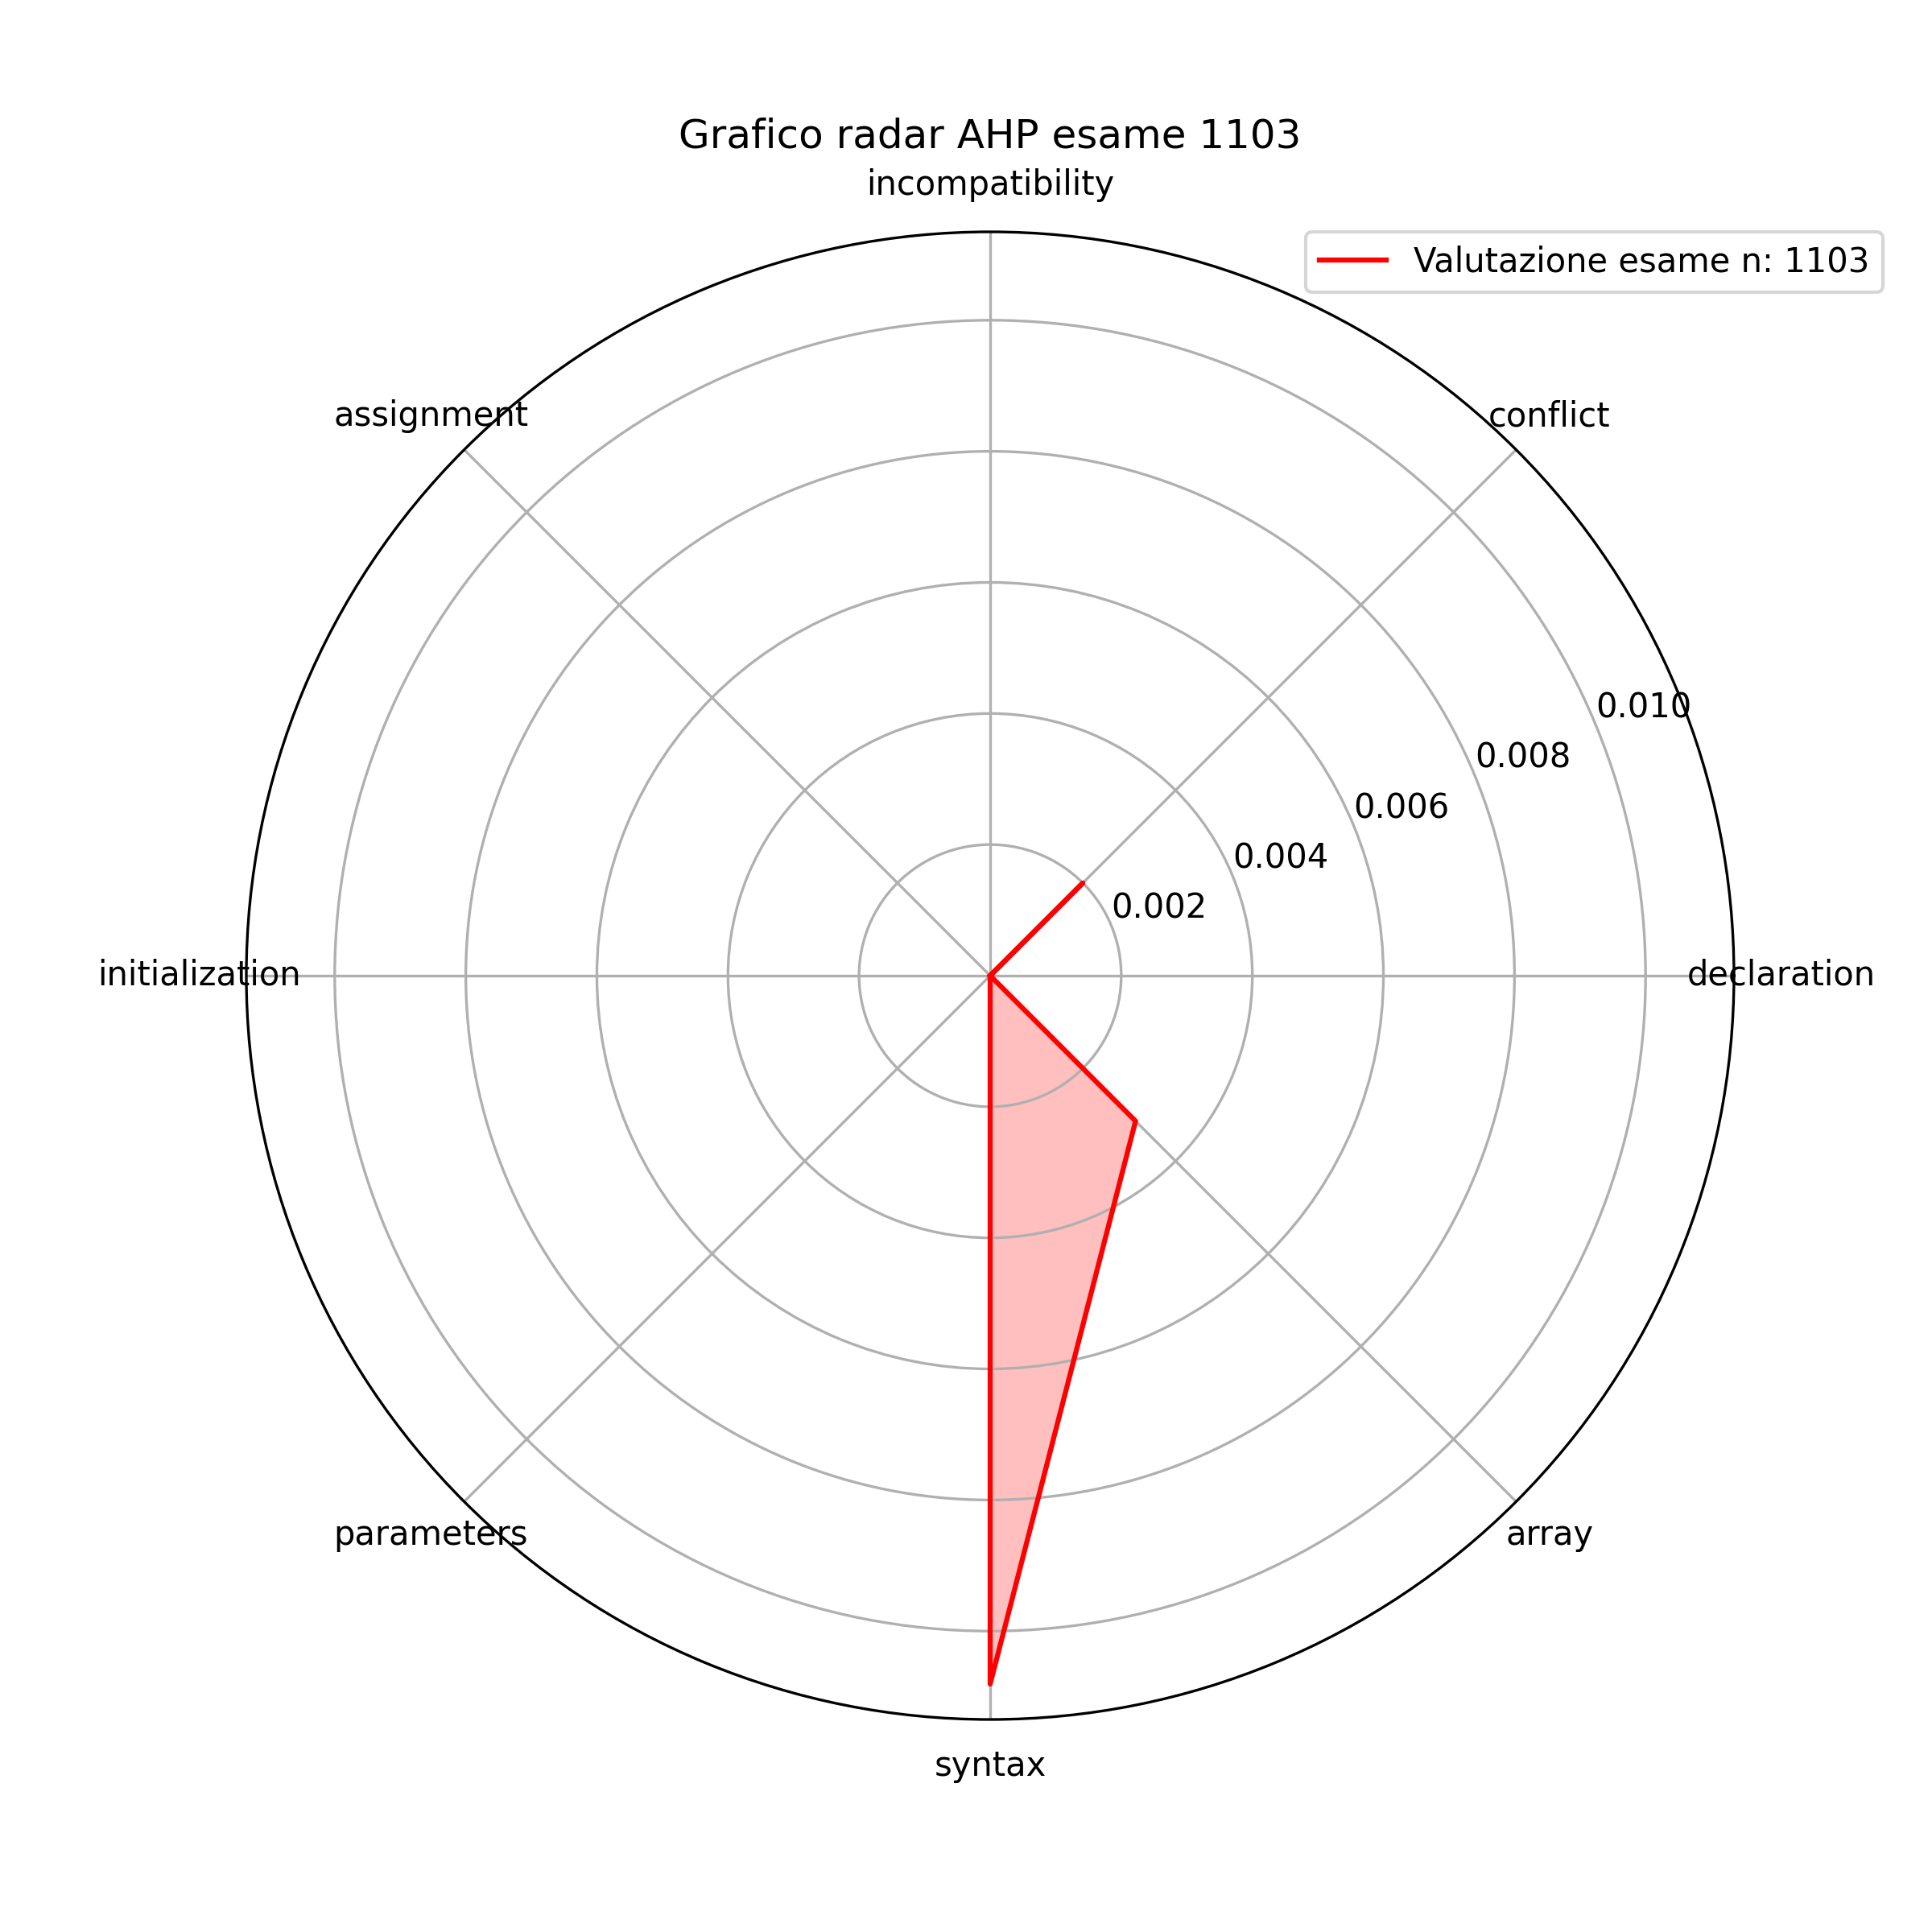 Grafico radar AHP esame 1103
incompatibility
Valutazione esame n: 1103
assignment
conflict
0.010
0.008
0.006
0.004
0.002
initialization
declaration
parameters
array
syntax